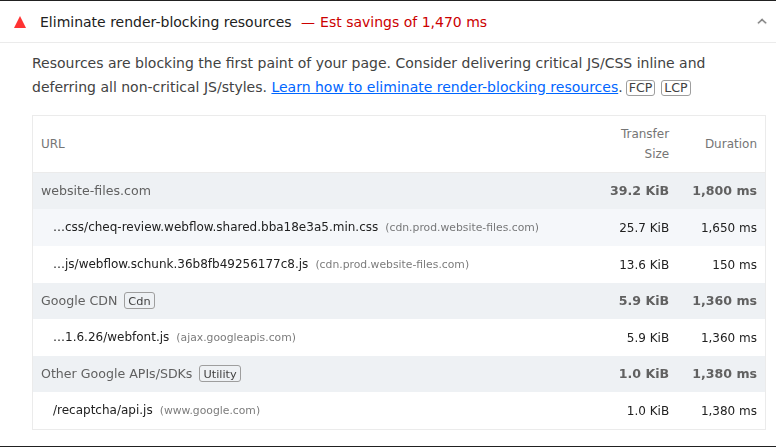 Eliminate render-blocking resources — Est savings of 1,470 ms
Resources are blocking the first paint of your page. Consider delivering critical JS/CSS inline and
deferring all non-critical JS/styles. Learn how to eliminate render-blocking resources. FCP LCP
URL Transfer Size Duration
website-files.com 39.2 KiB 1,800 ms
…css/cheq-review.webflow.shared.bba18e3a5.min.css (cdn.prod.website-files.com) 25.7 KiB 1,650 ms
…js/webflow.schunk.36b8fb49256177c8.js (cdn.prod.website-files.com) 13.6 KiB 150 ms
Google CDN Cdn 5.9 KiB 1,360 ms
…1.6.26/webfont.js (ajax.googleapis.com) 5.9 KiB 1,360 ms
Other Google APIs/SDKs Utility 1.0 KiB 1,380 ms
/recaptcha/api.js (www.google.com) 1.0 KiB 1,380 ms